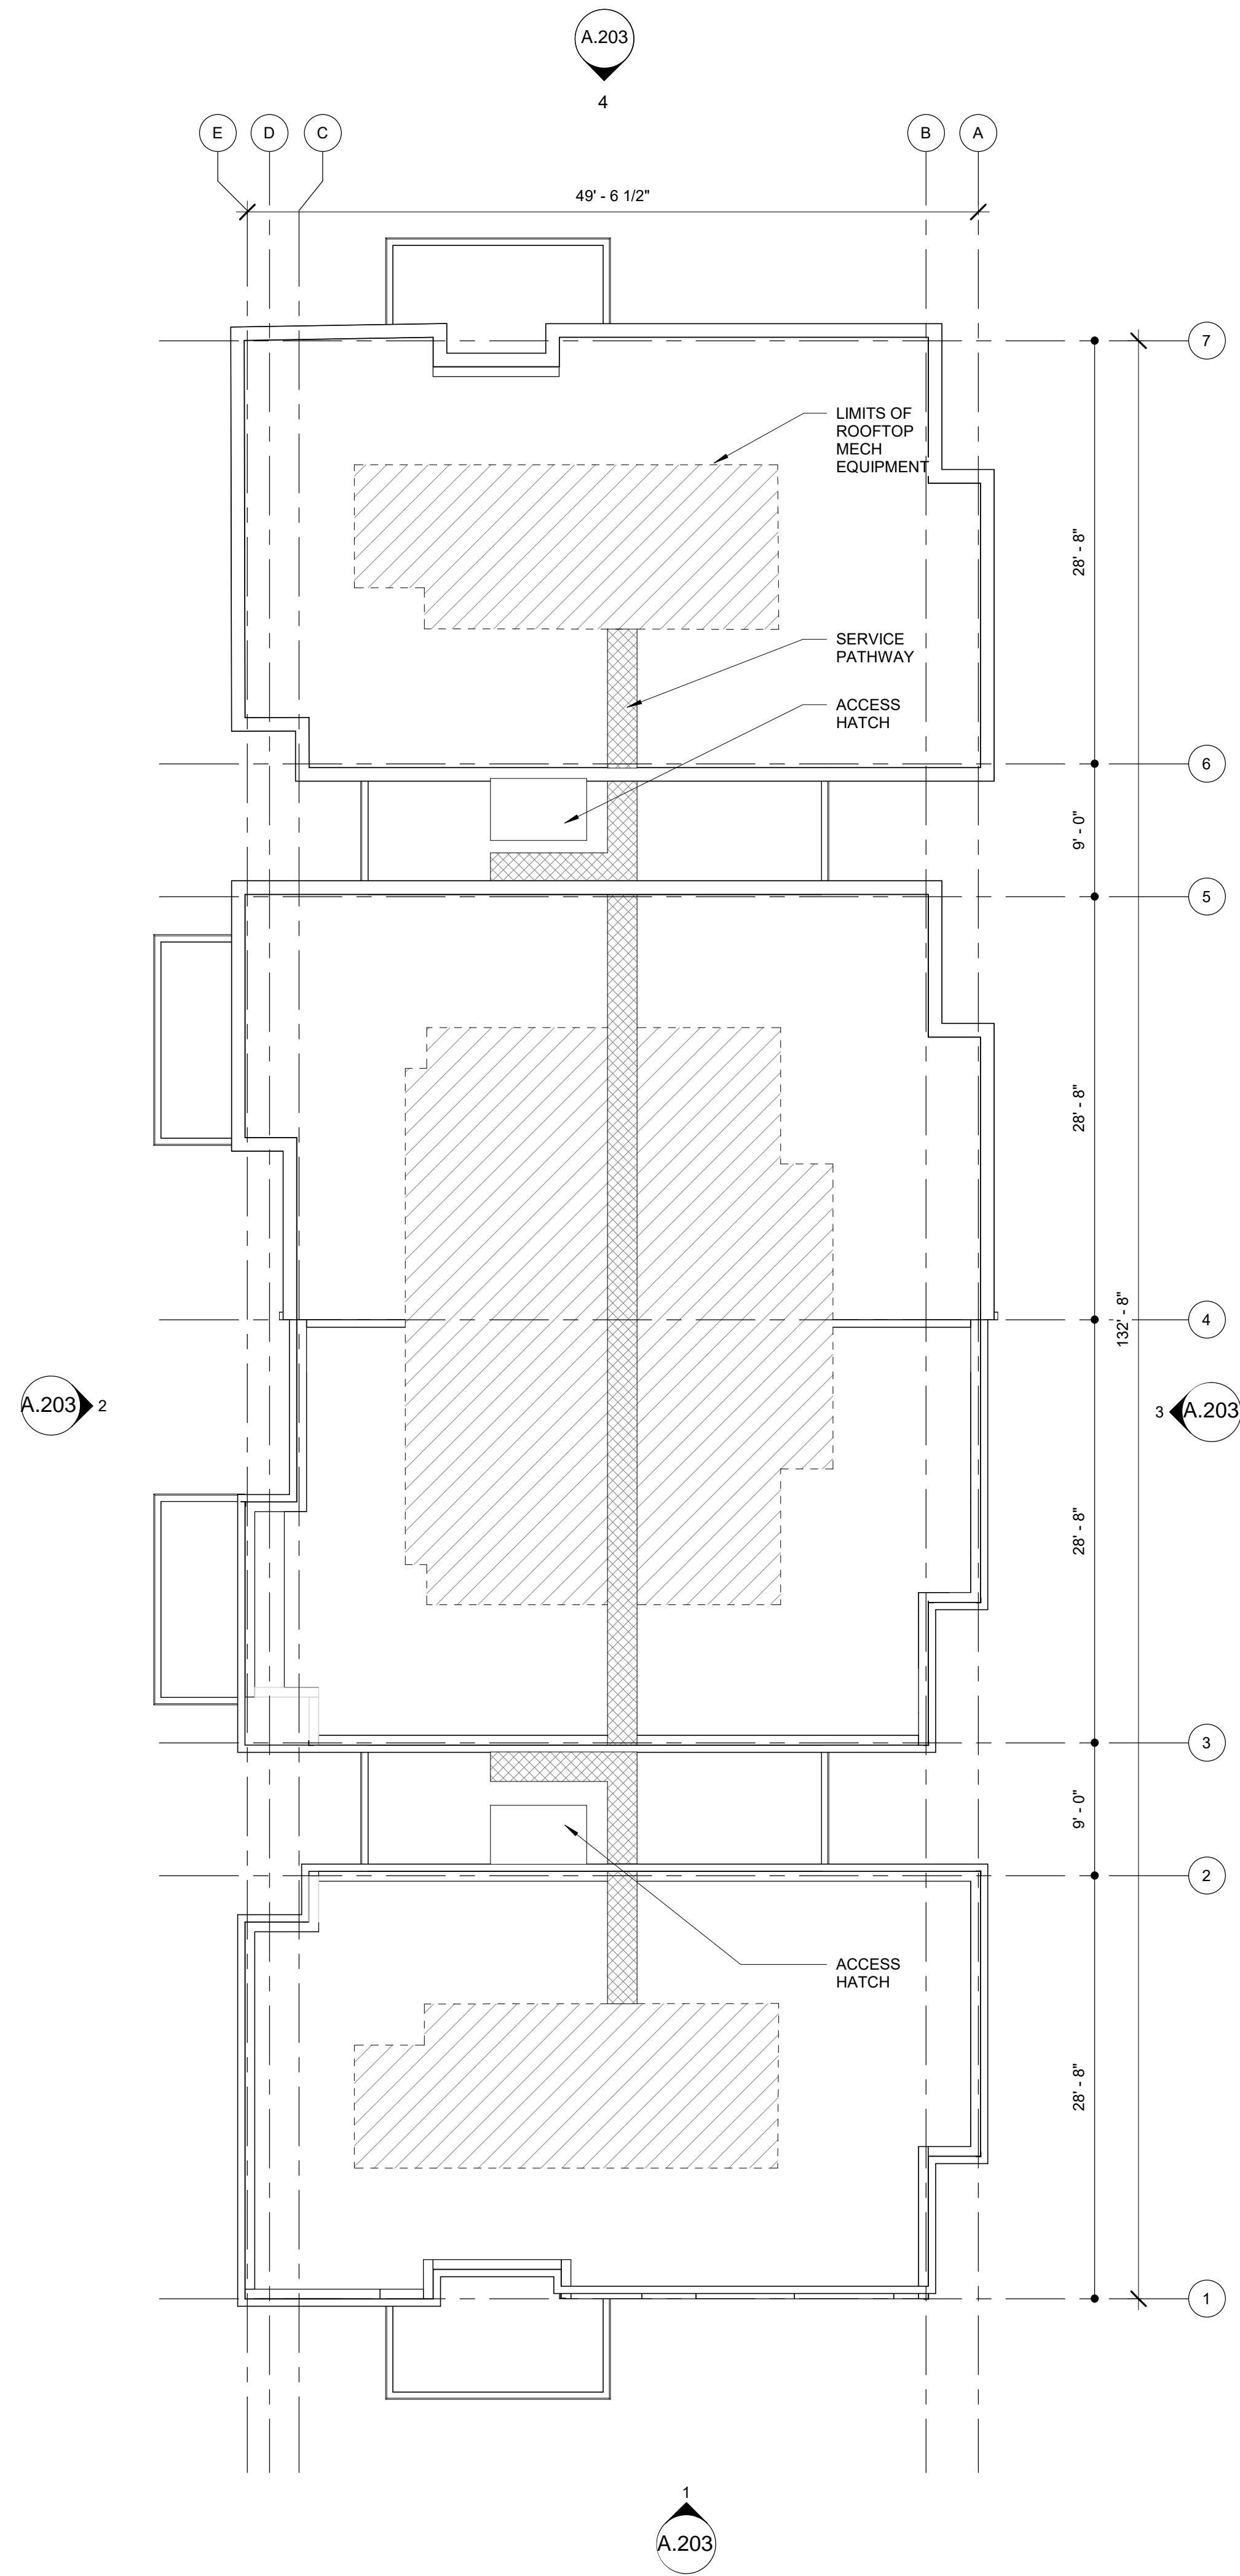 A.203
4
E
D
C
B
A
49' - 6 1/2"
7
LIMITS OF
ROOFTOP
MECH
EQUIPMENT
28' - 8"
SERVICE
PATHWAY
ACCESS
HATCH
6
9' - 0"
5
28' - 8"
132' - 8"
4
A.203
2
3
A.203
28' - 8"
3
9' - 0"
2
ACCESS
HATCH
28' - 8"
1
1
A.203